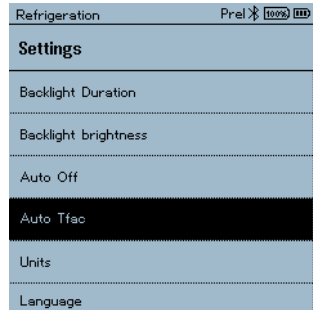 Refrigeration Prel 100%
Settings
Backlight Duration
Backlight brightness
Auto Off
Auto Tfac
Units
Language